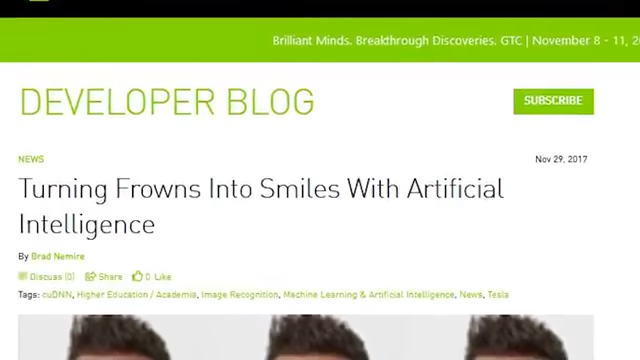 Brilliant Minds. Breakthrough Discoveries. GTC | November 8 - 11,
DEVELOPER BLOG
SUBSCRIBE
NEWS
Nov 29, 2017
Turning Frowns Into Smiles With Artificial
Intelligence
By Brad Nemire
Discuss (0) Share 0 Like
Tags: cuDNN, Higher Education / Academia, Image Recognition, Machine Learning & Artificial Intelligence, News, Tesla